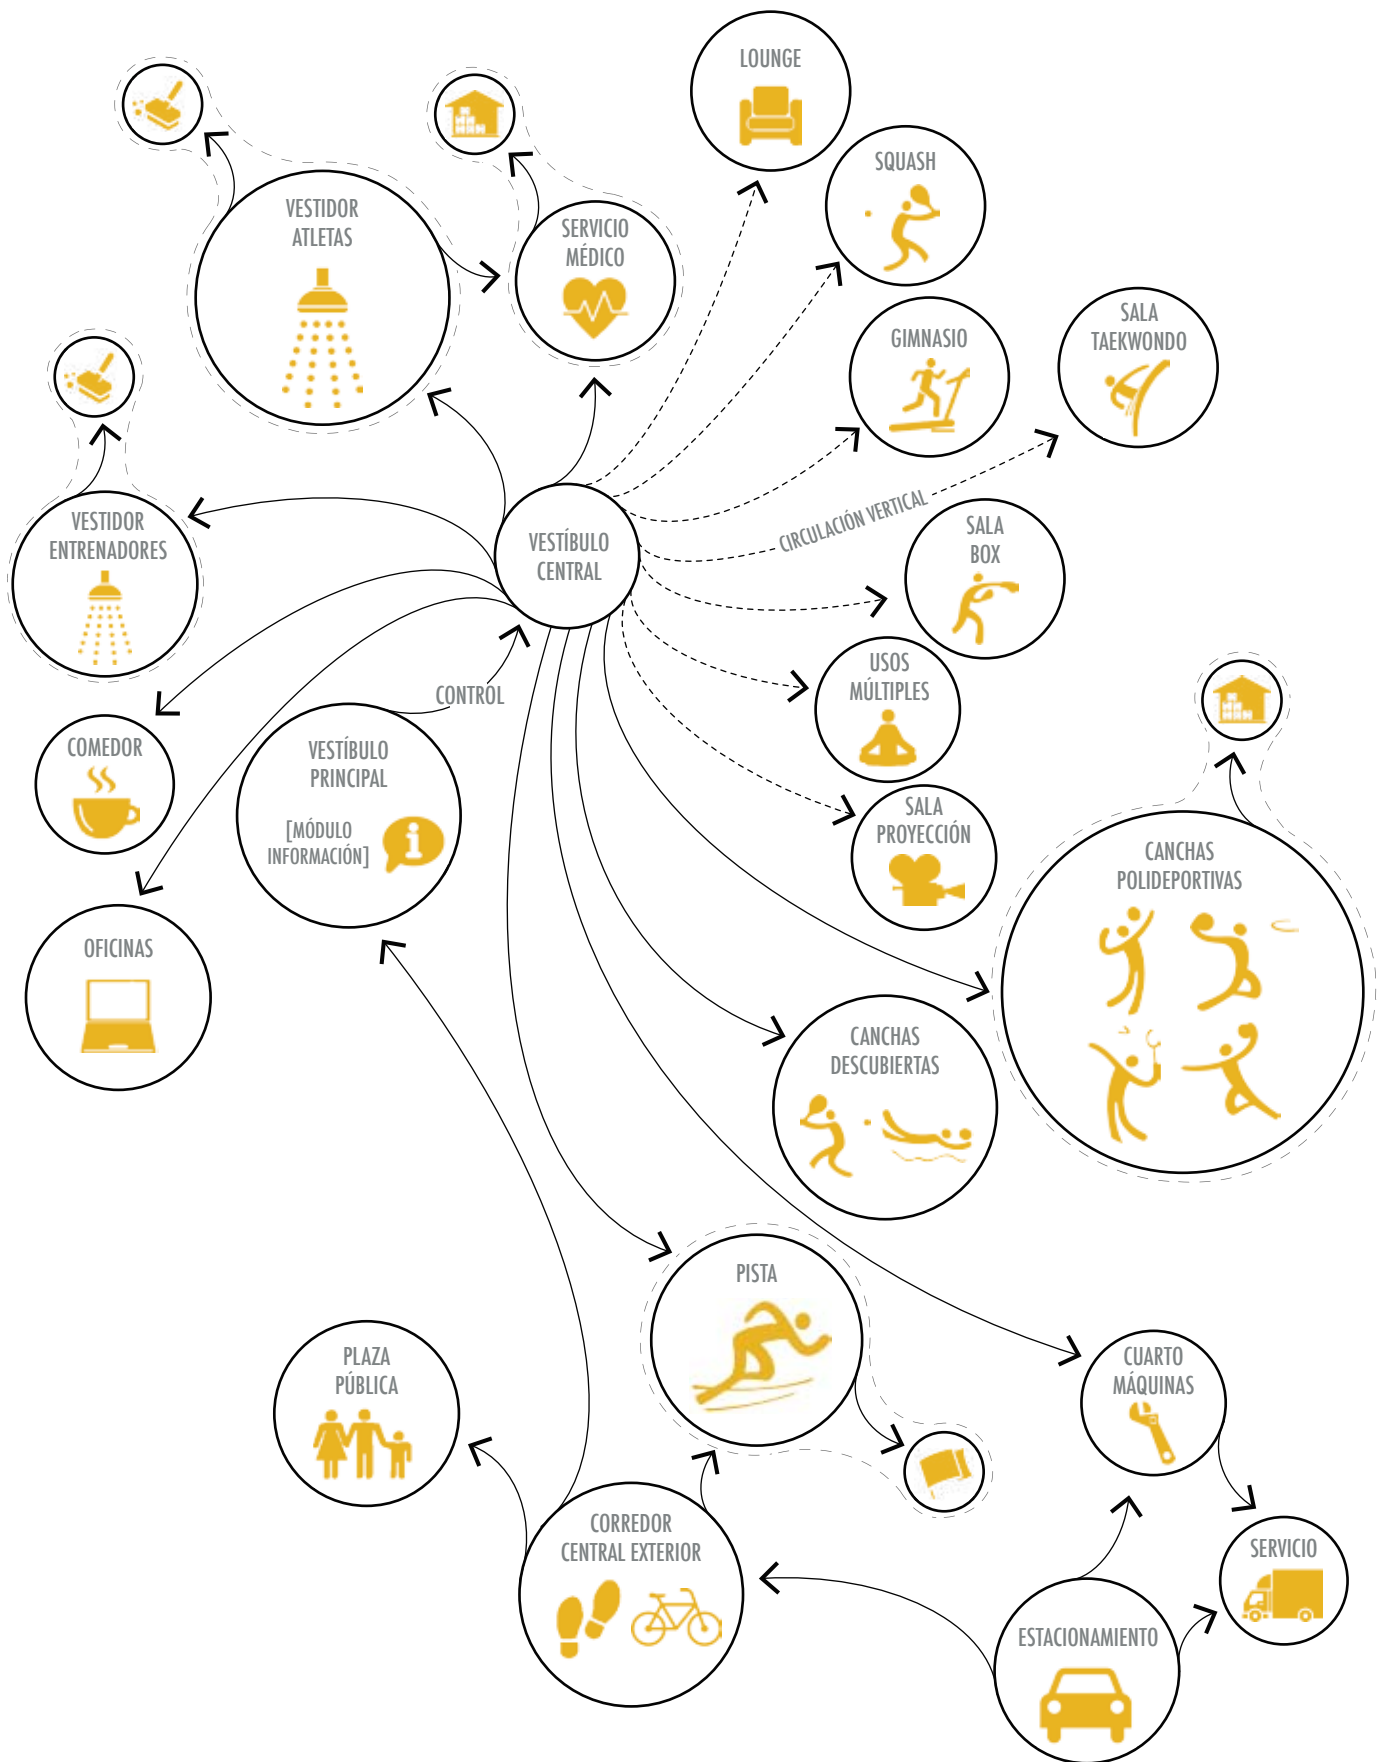 LOUNGE
SQUASH
VESTIDOR
ATLETAS
SERVICIO
MÉDICO
GIMNASIO
SALA
TAEKWONDO
CIRCULACIÓN VERTICAL
VESTIDOR
ENTRENADORES
VESTÍBULO
CENTRAL
SALA
BOX
USOS
MÚLTIPLES
CONTROL
COMEDOR
VESTÍBULO
PRINCIPAL
[MÓDULO
INFORMACIÓN]
SALA
PROYECCIÓN
CANCHAS
POLIDEPORTIVAS
OFICINAS
CANCHAS
DESCUBIERTAS
PISTA
PLAZA
PÚBLICA
CUARTO
MÁQUINAS
CORREDOR
CENTRAL EXTERIOR
SERVICIO
ESTACIONAMIENTO